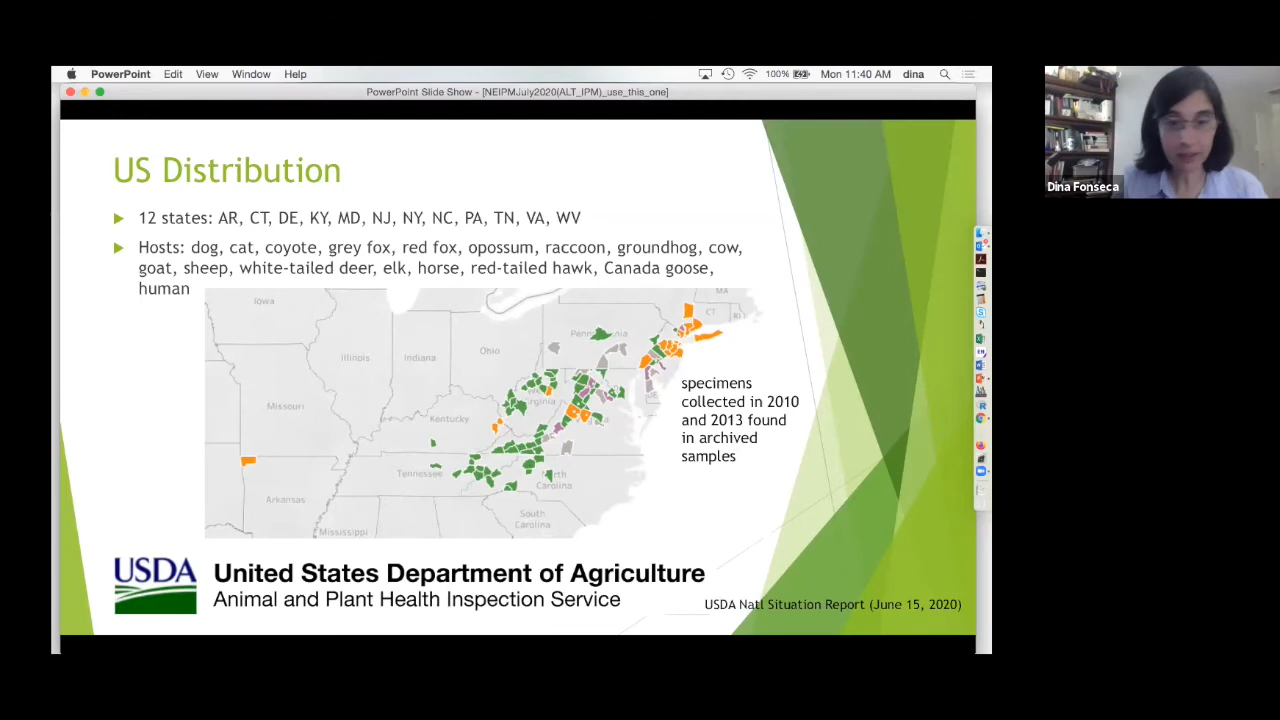 PowerPoint Edit View Window Help 100% Mon 11:40 AM dina
PowerPoint Slide Show - [NEIPMJuly2020(ALT_IPM)_use_this_one]
US Distribution
12 states: AR, CT, DE, KY, MD, NJ, NY, NC, PA, TN, VA, WV
Hosts: dog, cat, coyote, grey fox, red fox, opossum, raccoon, groundhog, cow,
goat, sheep, white-tailed deer, elk, horse, red-tailed hawk, Canada goose,
human
Iowa
MA
CT
RI
Illinois
Indiana
Ohio
Missouri
Kentucky
DE
Tennessee
North
Carolina
Arkansas
South
Carolina
Mississippi
specimens
collected in 2010
and 2013 found
in archived
samples
USDA
United States Department of Agriculture
Animal and Plant Health Inspection Service
USDA Natl Situation Report (June 15, 2020)
Dina Fonseca